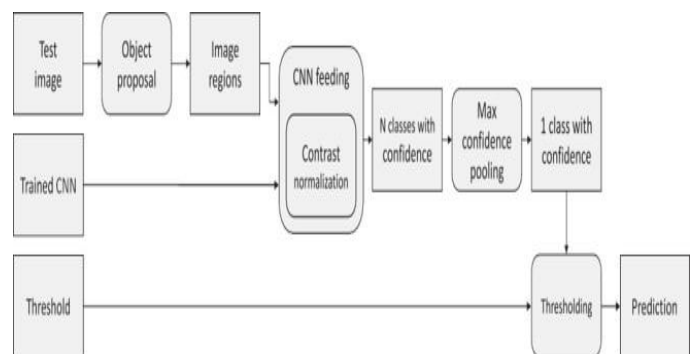 Test
image
Object
proposal
Image
regions
CNN feeding
Contrast
normalization
N classes with
confidence
Max
confidence
pooling
1 class with
confidence
Trained CNN
Threshold
Thresholding
Prediction